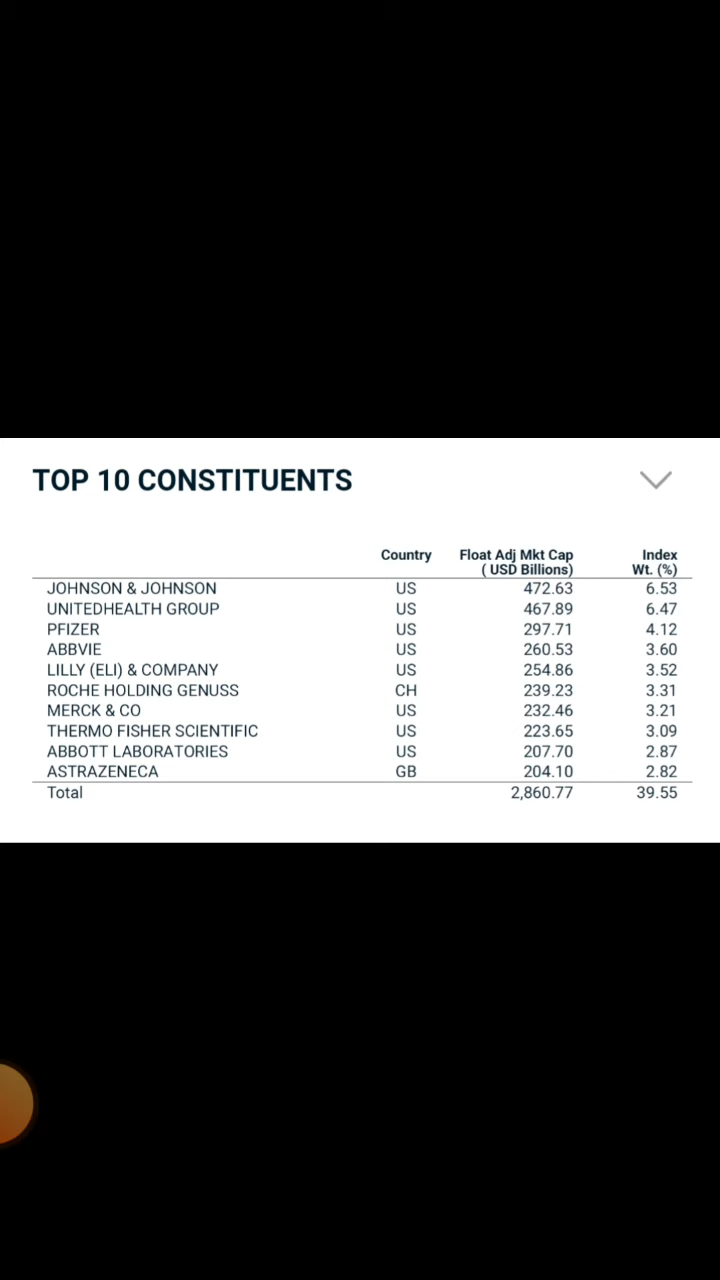 TOP 10 CONSTITUENTS
Country Float Adj Mkt Cap Index
( USD Billions) Wt. (%)
JOHNSON & JOHNSON US 472.63 6.53
UNITEDHEALTH GROUP US 467.89 6.47
PFIZER US 297.71 4.12
ABBVIE US 260.53 3.60
LILLY (ELI) & COMPANY US 254.86 3.52
ROCHE HOLDING GENUSS CH 239.23 3.31
MERCK & CO US 232.46 3.21
THERMO FISHER SCIENTIFIC US 223.65 3.09
ABBOTT LABORATORIES US 207.70 2.87
ASTRAZENECA GB 204.10 2.82
Total 2,860.77 39.55